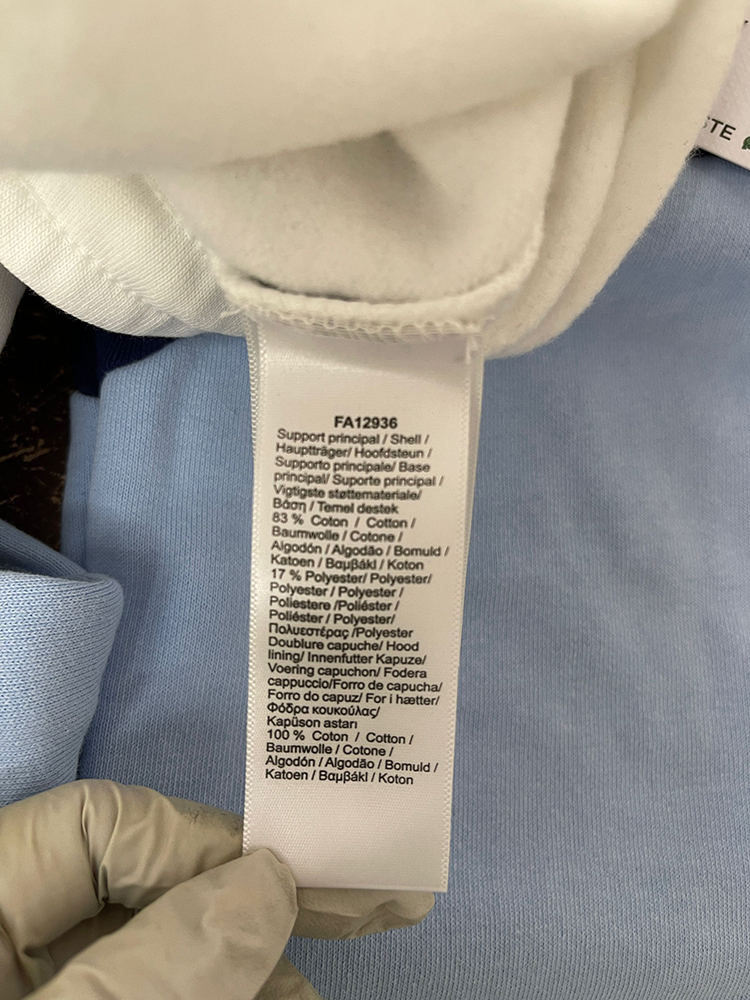 STE
FA12936
Support principal / Shell /
Hauptträger/ Hoofdsteun /
Supporto principale/ Base
principal/ Suporte principal /
Vigtigste støttemateriale/
Βάση / Temel destek
83 % Coton / Cotton /
Baumwolle / Cotone /
Algodón / Algodão / Bomuld /
Katoen / Βαμβάκι / Koton
17 % Polyester/ Polyester/
Polyester / Polyester /
Poliestere /Poliéster /
Poliéster / Polyester/
Πολυεστέρας /Polyester
Doublure capuche/ Hood
lining/ Innenfutter Kapuze/
Voering capuchon/ Fodera
cappuccio/Forro de capucha/
Forro do capuz/ For i hætter/
Φόδρα κουκούλας/
Kapüson astarı
100 % Coton / Cotton /
Baumwolle / Cotone /
Algodón / Algodão / Bomuld /
Katoen / Βαμβάκι / Koton